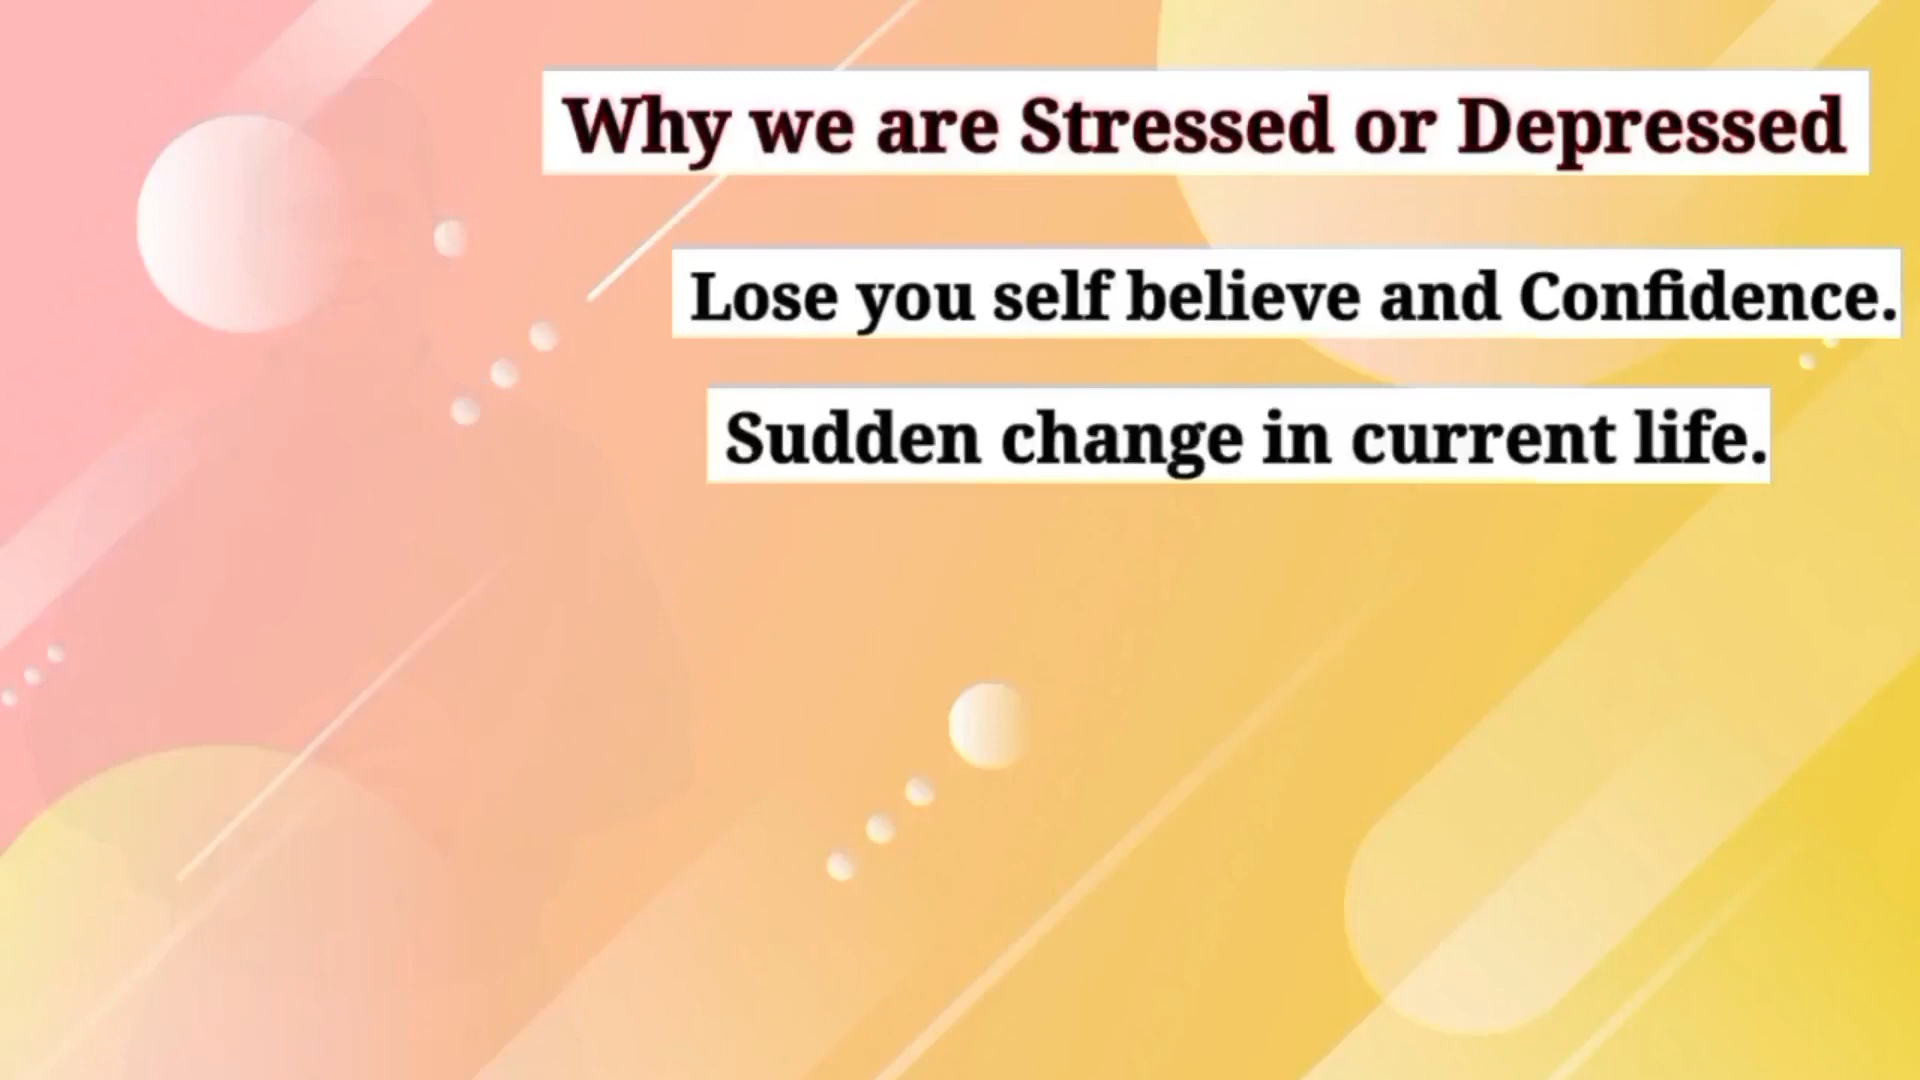 Why we are Stressed or Depressed
Lose you self believe and Confidence.
Sudden change in current life.